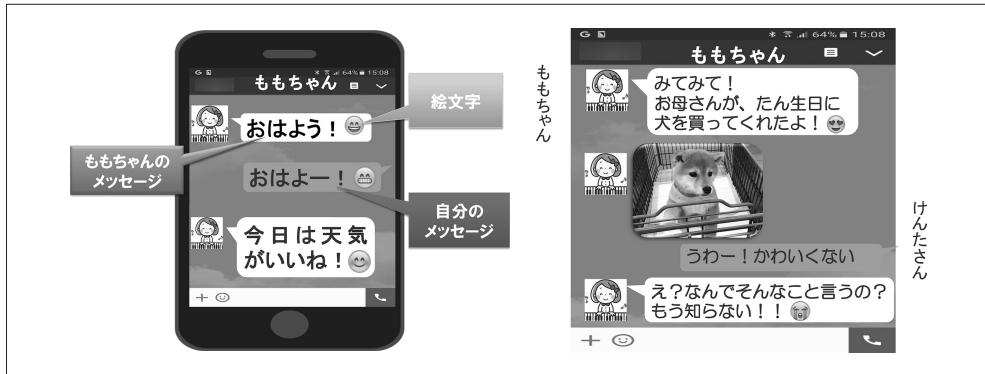 G
64% 15:08
ももちゃん
おはよう！
絵文字
ももちゃんの
メッセージ
おはよー！
自分の
メッセージ
今日は天気
がいいね！
ももちゃん
G
64% 15:08
ももちゃん
みてみて！
お母さんが、たん生日に
犬を買ってくれたよ！
うわー！かわいくない
けんたさん
え？なんでそんなこと言うの？
もう知らない！！